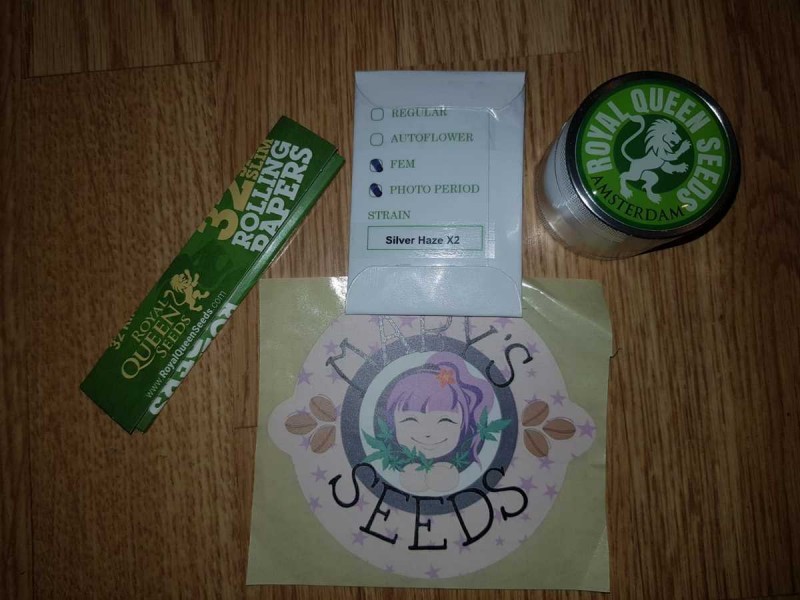 32
SLIM
ROLLING
PAPERS
ROYAL
QUEEN
SEEDS
www.RoyalQueenSeeds.com
REGULAR
AUTOFLOWER
FEM
PHOTO PERIOD
STRAIN
Silver Haze X2
ROYAL QUEEN SEEDS
AMSTERDAM
MARY'S
SEEDS